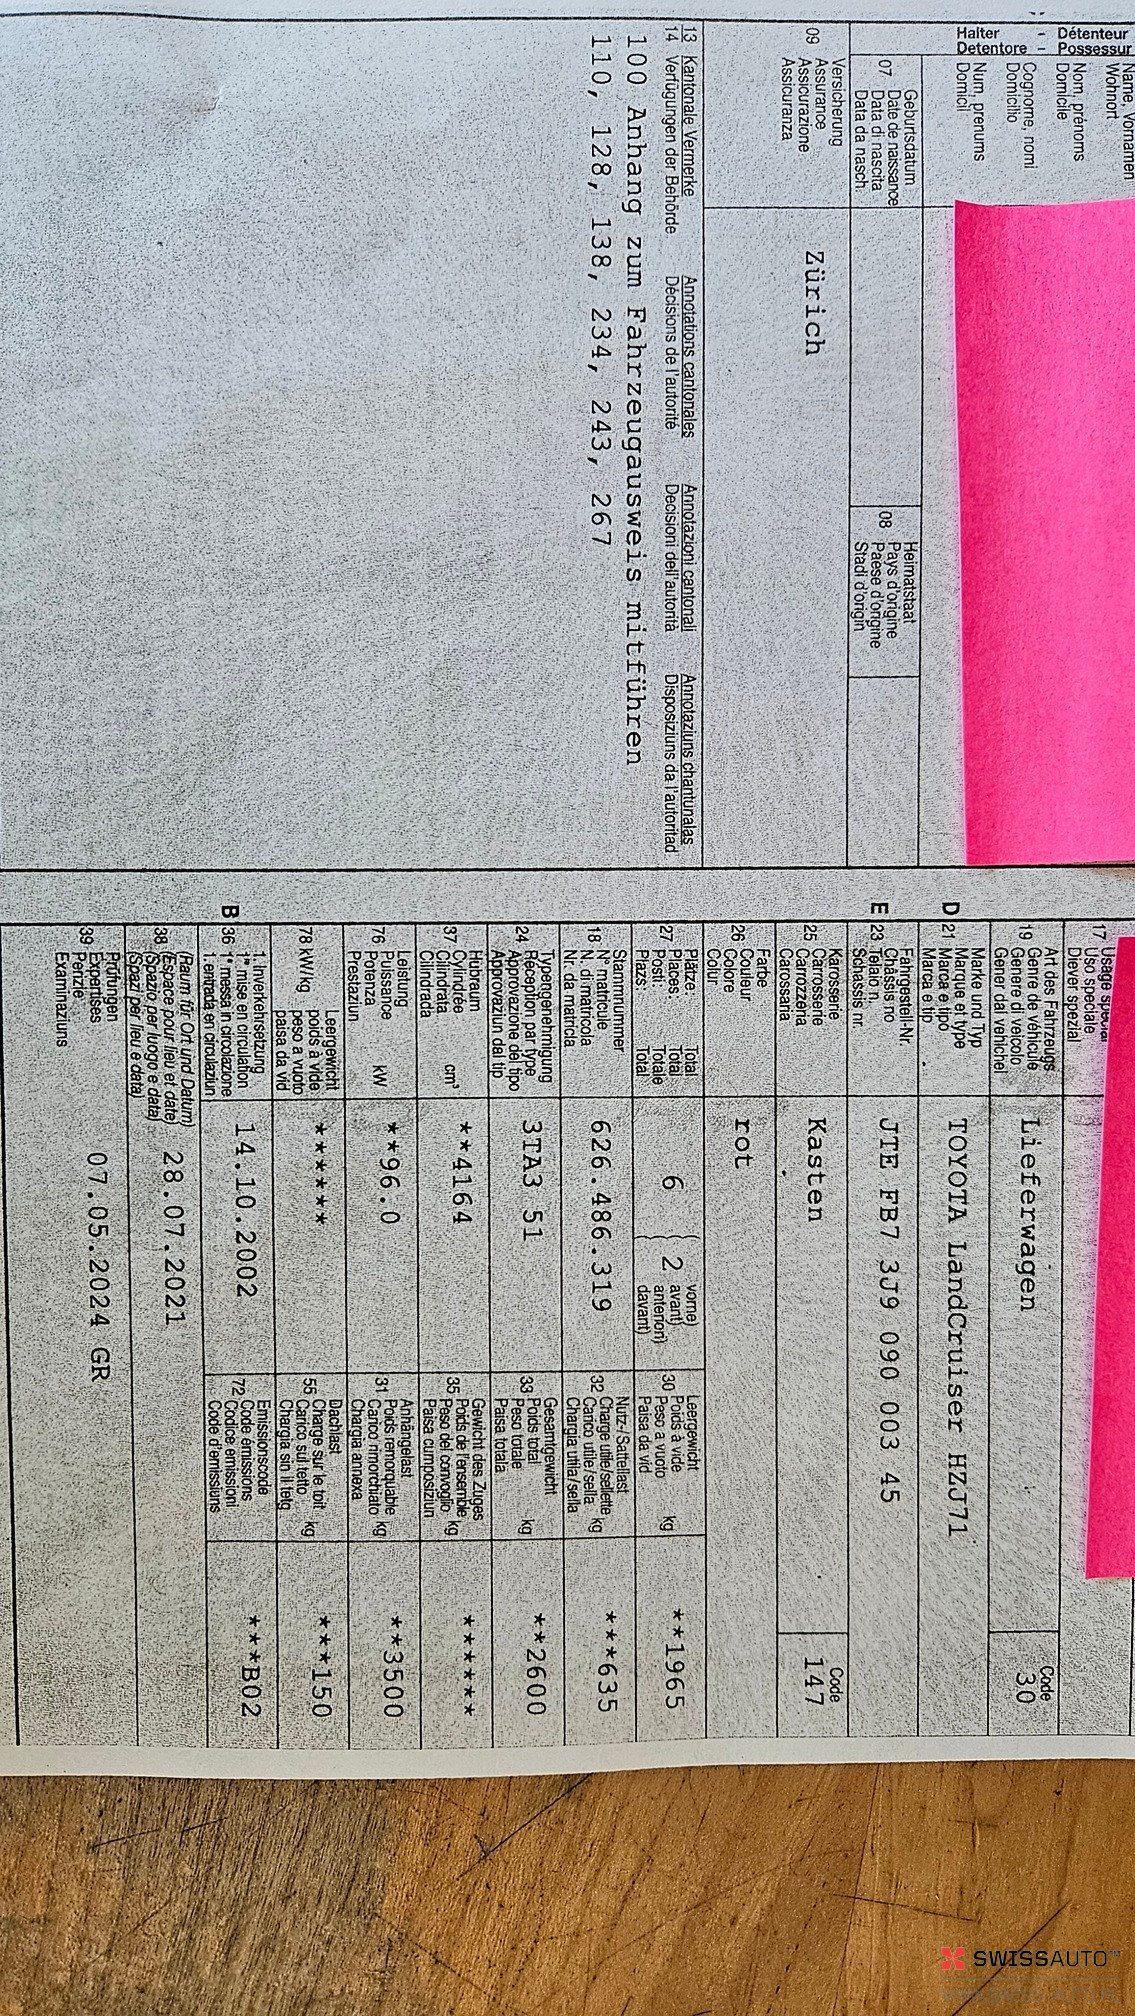 Halter - Détenteur
Detentore - Possessur
Name, Vornamen
Wohnort
Nom, prénoms
Domicile
Cognome, nomi
Domicilio
Num, prenums
Domicil
07 Geburtsdatum
Date de naissance
Data di nascita
Data da nasch.
08 Heimatstaat
Pays d'origine
Paese d'origine
Stadi d'origin
09 Versicherung
Assurance
Assicurazione
Assicuranza
Zürich
13 Kantonale Vermerke Annotations cantonales Annotazioni cantonali Annotaziuns chantunalas
14 Verfügungen der Behörde Décisions de l'autorité Decisioni dell'autorità Disposiziuns da l'autoritad
100 Anhang zum Fahrzeugausweis mitführen
110, 128, 138, 234, 243, 267
17 Usage spécial
Uso speciale
Diever spezial
19 Art des Fahrzeugs
Genre de véhicule
Genere di veicolo
Gener dal vehichel
Lieferwagen
Code
30
D 21 Marke und Typ
Marque et type
Marca e tipo
Marca e tip
TOYOTA LandCruiser HZJ71
E 23 Fahrgestell-Nr.
Châssis no
Telaio n.
Schassis nr.
JTE FB7 3J9 090 003 45
25 Karosserie
Carrosserie
Carrozzeria
Carossaria
Kasten
Code
147
26 Farbe
Couleur
Colore
Colur
rot
27 Plätze: Total
Places: Total
Posti: Totale
Plazs: Total
6
2
vorne)
avant)
anteriori)
davant)
30 Leergewicht
Poids à vide
Peso a vuoto kg
Paisa da vid
**1965
18 Stammnummer
N° matricule
N. di matricola
Nr. da matricla
626.486.319
32 Nutz-/Sattellast
Charge utile/sellette
Carico utile/sella kg
Chargia utila/sella
***635
24 Typengenehmigung
Réception par type
Approvazione del tipo
Approvaziun dal tip
3TA3 51
33 Gesamtgewicht
Poids total
Peso totale kg
Paisa totala
**2600
37 Hubraum
Cylindrée cm³
Cilindrata
Cilindrada
**4164
35 Gewicht des Zuges
Poids de l'ensemble
Peso del convoglio kg
Paisa cumposiziun
******
76 Leistung
Puissance kW
Potenza
Prestaziun
**96.0
31 Anhängelast
Poids remorquable
Carico rimorchiato kg
Chargia annexa
**3500
78 kW/kg
Leergewicht
poids à vide
peso a vuoto
paisa da vid
******
55 Dachlast
Charge sur le toit
Carico sul tetto kg
Chargia sin il tetg
***150
B 36 1. Inverkehrsetzung
1re mise en circulation
1a messa in circolazione
1. entrada en circulaziun
14.10.2002
72 Emissionscode
Code émissions
Codice emissioni
Code d'emissiuns
***B02
38 (Raum für Ort und Datum)
(Espace pour lieu et date)
(Spazio per luogo e data)
(Spazi per lieu e data)
28.07.2021
39 Prüfungen
Expertises
Perizie
Examinaziuns
07.05.2024 GR
SWISSAUTO™